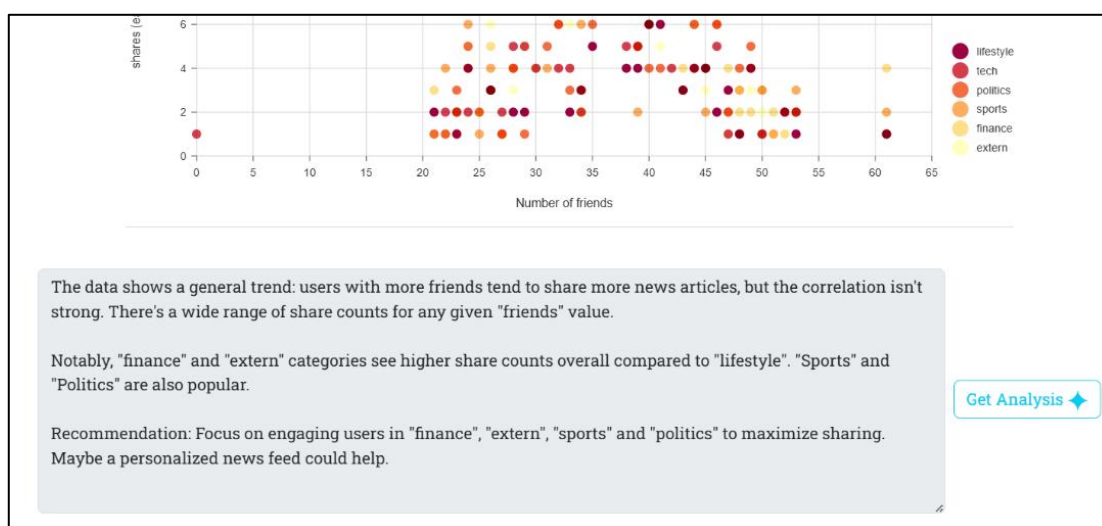 shares (e
6
4
2
0
0 5 10 15 20 25 30 35 40 45 50 55 60 65
Number of friends
lifestyle
tech
politics
sports
finance
extern
The data shows a general trend: users with more friends tend to share more news articles, but the correlation isn't
strong. There's a wide range of share counts for any given "friends" value.
Notably, "finance" and "extern" categories see higher share counts overall compared to "lifestyle". "Sports" and
"Politics" are also popular.
Recommendation: Focus on engaging users in "finance", "extern", "sports" and "politics" to maximize sharing.
Maybe a personalized news feed could help.
Get Analysis